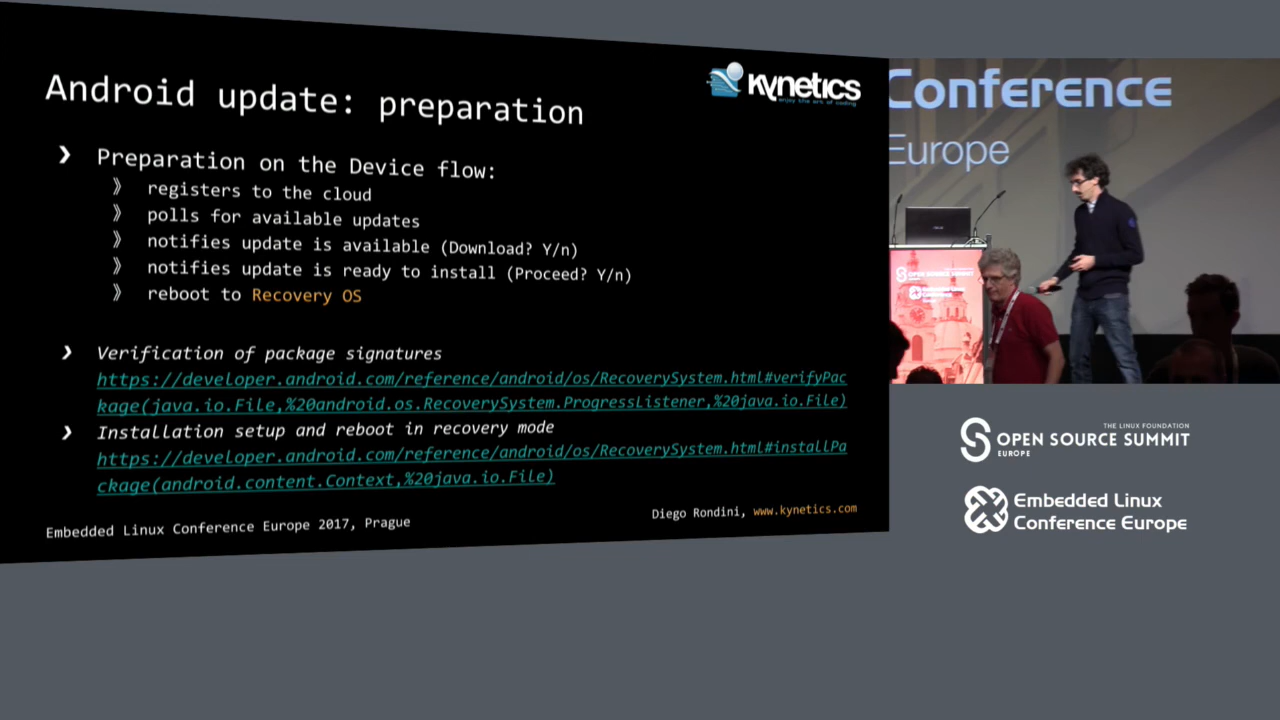 Android update: preparation
kynetics
enjoy the art of coding
❯ Preparation on the Device flow:
》 registers to the cloud
》 polls for available updates
》 notifies update is available (Download? Y/n)
》 notifies update is ready to install (Proceed? Y/n)
》 reboot to Recovery OS
❯ Verification of package signatures
https://developer.android.com/reference/android/os/RecoverySystem.html#verifyPac
kage(java.io.File,%20android.os.RecoverySystem.ProgressListener,%20java.io.File)
❯ Installation setup and reboot in recovery mode
https://developer.android.com/reference/android/os/RecoverySystem.html#installPa
ckage(android.content.Context,%20java.io.File)
Embedded Linux Conference Europe 2017, Prague
Diego Rondini, www.kynetics.com
Conference
Europe
OPEN SOURCE SUMMIT
THE LINUX FOUNDATION
OPEN SOURCE SUMMIT
EUROPE
Embedded Linux
Conference Europe